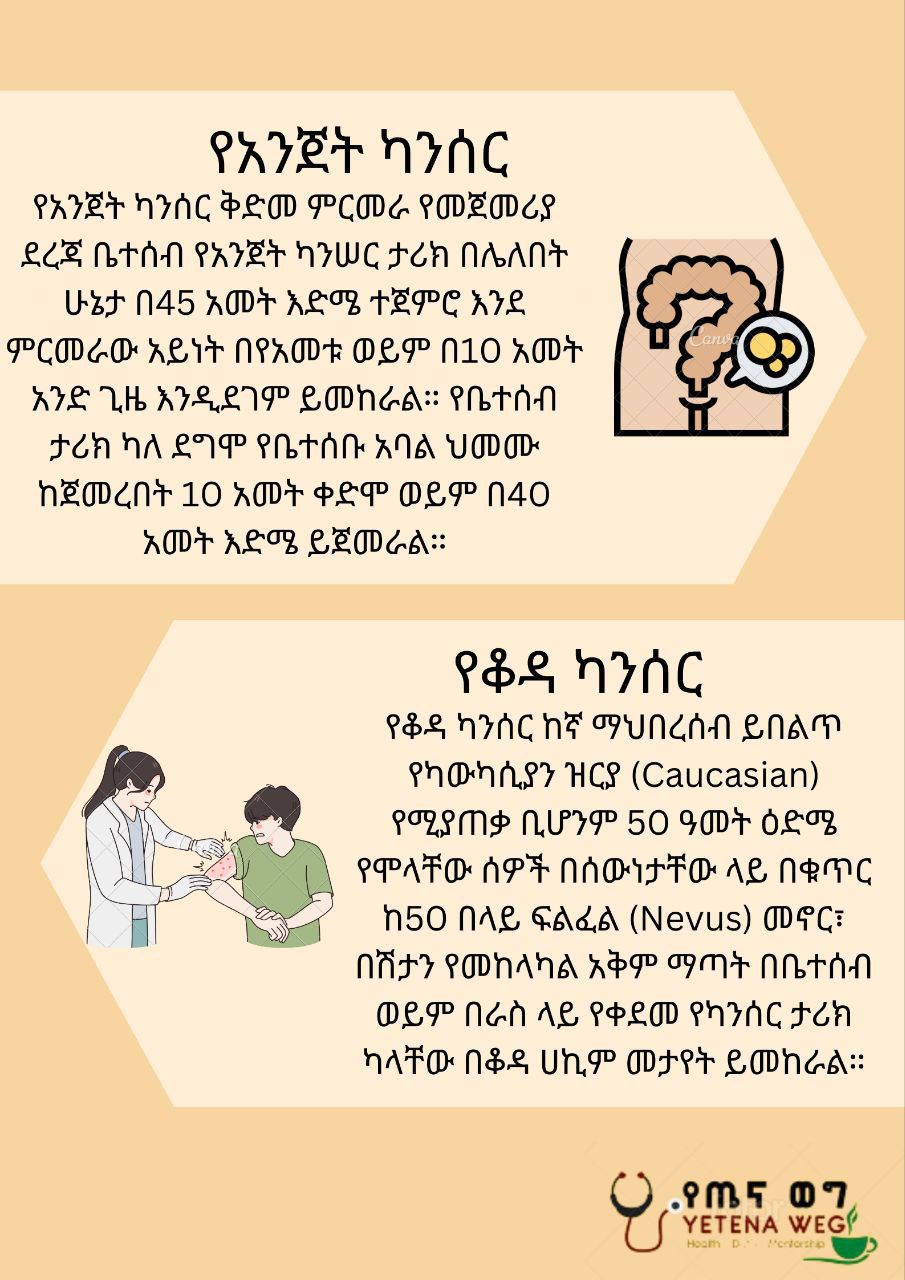 የአንጀት ካንሰር
የአንጀት ካንሰር ቅድመ ምርመራ የመጀመሪያ
ደረጃ ቤተሰብ የአንጀት ካንሠር ታሪክ በሌለበት
ሁኔታ በ45 አመት እድሜ ተጀምሮ እንደ
ምርመራው አይነት በየአመቱ ወይም በ10 አመት
አንድ ጊዜ እንዲደገም ይመከራል። የቤተሰብ
ታሪክ ካለ ደግሞ የቤተሰቡ አባል ህመሙ
ከጀመረበት 10 አመት ቀድሞ ወይም በ40
አመት እድሜ ይጀመራል።
Canva
የቆዳ ካንሰር
የቆዳ ካንሰር ከኛ ማህበረሰብ ይበልጥ
የካውካሲያን ዝርያ (Caucasian)
የሚያጠቃ ቢሆንም 50 ዓመት ዕድሜ
የሞላቸው ሰዎች በሰውነታቸው ላይ በቁጥር
ከ50 በላይ ፍልፈል (Nevus) መኖር፣
በሽታን የመከላካል አቅም ማጣት በቤተሰብ
ወይም በራስ ላይ የቀደመ የካንሰር ታሪክ
ካላቸው በቆዳ ሀኪም መታየት ይመከራል።
የጤና ወግ
YETENA WEG
Health Mentorship